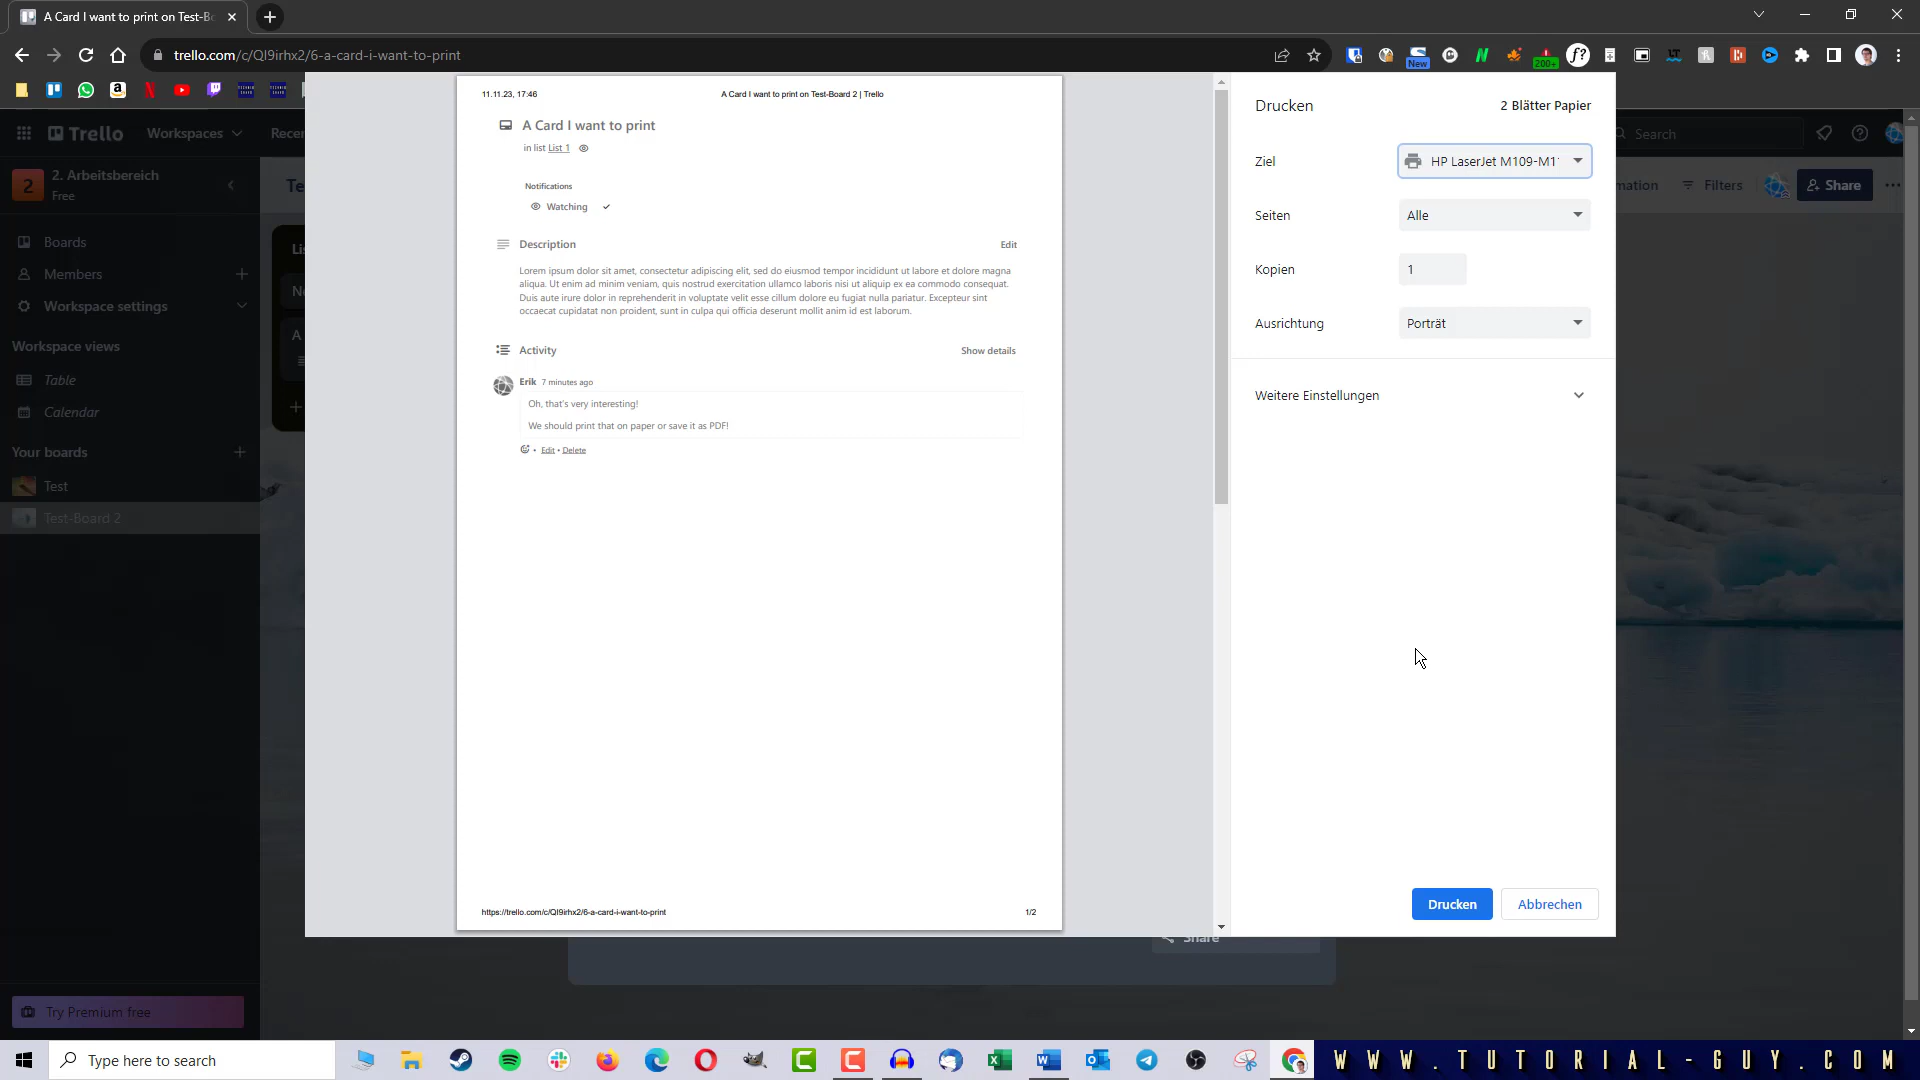 A Card I want to print on Test-B
trello.com/c/QI9irhx2/6-a-card-i-want-to-print
New
200+
Trello
Workspaces
Recen
Search
2
2. Arbeitsbereich
Free
Te
mation
Filters
Share
Boards
Members
Workspace settings
Workspace views
Table
Calendar
Your boards
Test
Test-Board 2
Try Premium free
Lis
A
11.11.23, 17:46
A Card I want to print on Test-Board 2 | Trello
A Card I want to print
in list List 1
Notifications
Watching
Description
Edit
Lorem ipsum dolor sit amet, consectetur adipiscing elit, sed do eiusmod tempor incididunt ut labore et dolore magna
aliqua. Ut enim ad minim veniam, quis nostrud exercitation ullamco laboris nisi ut aliquip ex ea commodo consequat.
Duis aute irure dolor in reprehenderit in voluptate velit esse cillum dolore eu fugiat nulla pariatur. Excepteur sint
occaecat cupidatat non proident, sunt in culpa qui officia deserunt mollit anim id est laborum.
Activity
Show details
Erik 7 minutes ago
Oh, that's very interesting!
We should print that on paper or save it as PDF!
• Edit • Delete
https://trello.com/c/QI9irhx2/6-a-card-i-want-to-print
1/2
Drucken
2 Blätter Papier
Ziel
HP LaserJet M109-M1
Seiten
Alle
Kopien
1
Ausrichtung
Porträt
Weitere Einstellungen
Drucken
Abbrechen
Share
Type here to search
WWW.TUTORIAL-GUY.COM